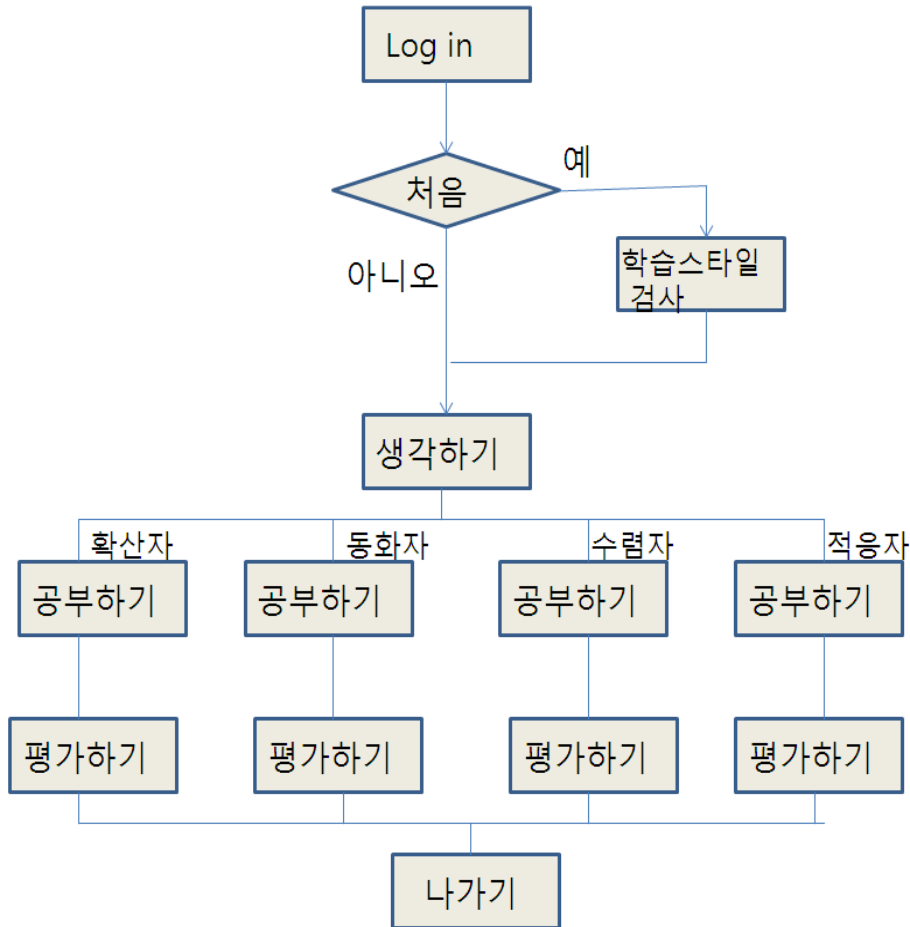 Log in
예
처음
아니오
학습스타일
검사
생각하기
확산자
동화자
수렴자
적응자
공부하기
공부하기
공부하기
공부하기
평가하기
평가하기
평가하기
평가하기
나가기